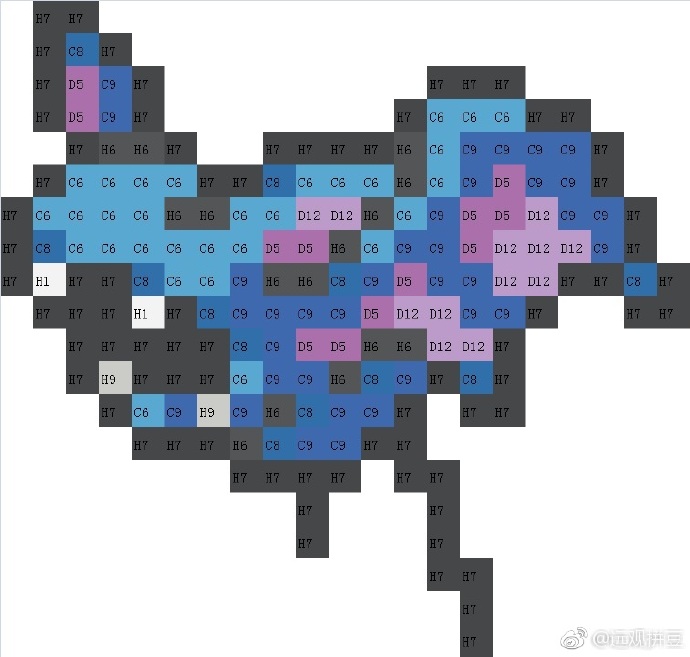 H7 H7
H7 C8 H7
H7 D5 C9 H7 H7 H7 H7
H7 D5 C9 H7 H7 C6 C6 C6 H7 H7
H7 H6 H6 H7 H7 H7 H7 H7 H6 C6 C9 C9 C9 C9 H7
H7 C6 C6 C6 C6 H7 H7 C8 C6 C6 C6 H6 C6 C9 D5 C9 C9 H7
H7 C6 C6 C6 C6 H6 H6 C6 C6 D12 D12 H6 C6 C9 D5 D5 D12 C9 C9 H7
H7 C8 C6 C6 C6 C6 C6 C6 D5 D5 H6 C6 C9 C9 D5 D12 D12 D12 C9 H7
H7 H1 H7 H7 C8 C6 C6 C9 H6 H6 C8 C9 D5 C9 C9 D12 D12 H7 H7 C8 H7
H7 H7 H7 H1 H7 C8 C9 C9 C9 C9 D5 D12 D12 C9 C9 H7 H7 H7
H7 H7 H7 H7 H7 C8 C9 D5 D5 H6 H6 D12 D12 H7
H7 H9 H7 H7 H7 C6 C9 C9 H6 C8 C9 H7 C8 H7
H7 C6 C9 H9 C9 H6 C8 C9 C9 H7 H7 H7
H7 H7 H7 H6 C8 C9 C9 H7 H7
H7 H7 H7 H7 H7 H7
H7 H7
H7 H7
H7 H7
H7
H7
@远观拼豆